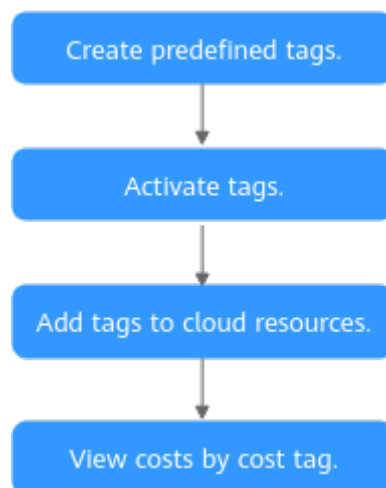 Create predefined tags.
Activate tags.
Add tags to cloud resources.
View costs by cost tag.